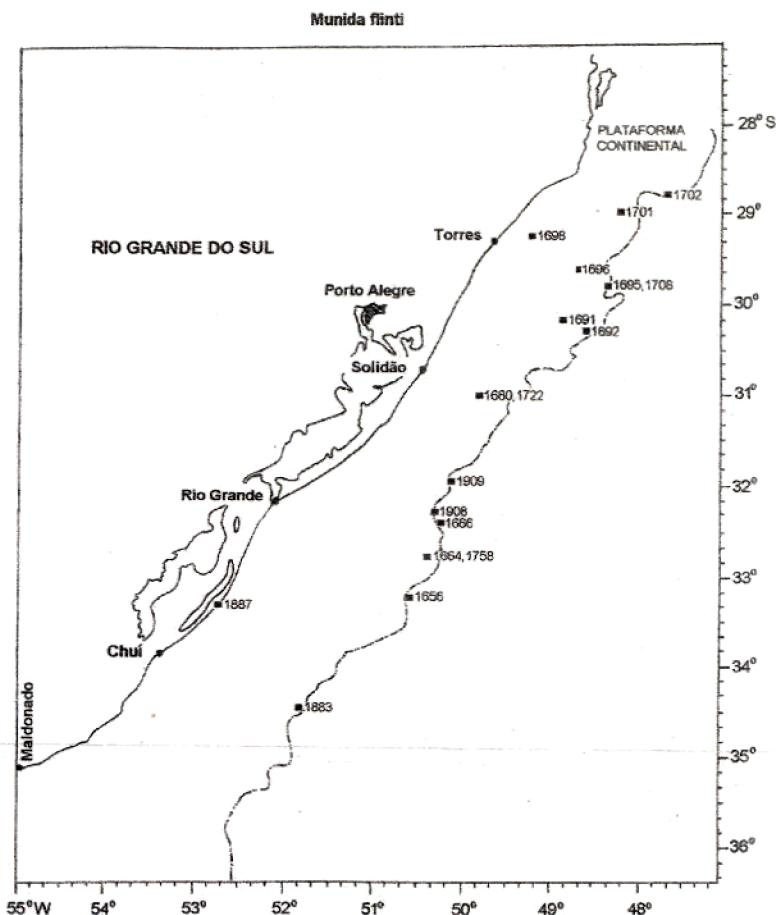 Munida flinti
28° S
PLATAFORMA
CONTINENTAL
1702
29°
1701
Torres
1698
RIO GRANDE DO SUL
1696
1695,1708
Porto Alegre
30°
1691
1692
Solidão
31°
1680,1722
1909
32°
Rio Grande
1908
1666
1664,1758
33°
1656
1887
Chuí
34°
Maldonado
1883
35°
36°
55°W 54° 53° 52° 51° 50° 49° 48°